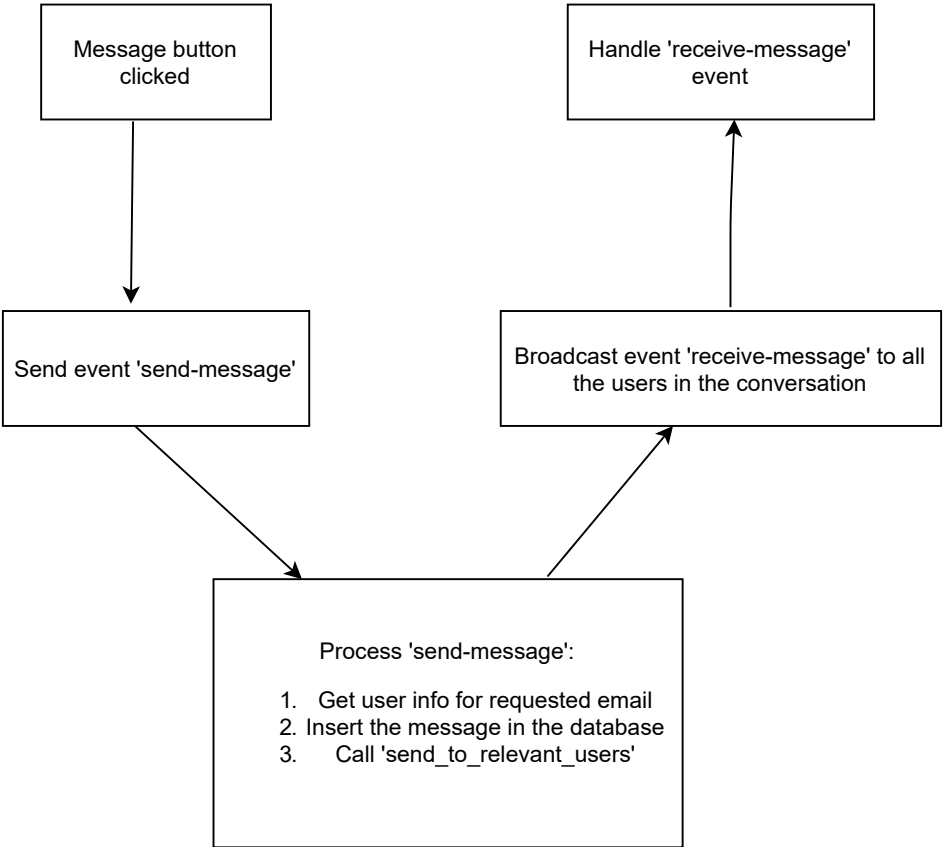 Message button
clicked
Handle 'receive-message'
event
Send event 'send-message'
Broadcast event 'receive-message' to all
the users in the conversation
Process 'send-message':
1. Get user info for requested email
2. Insert the message in the database
3. Call 'send_to_relevant_users'